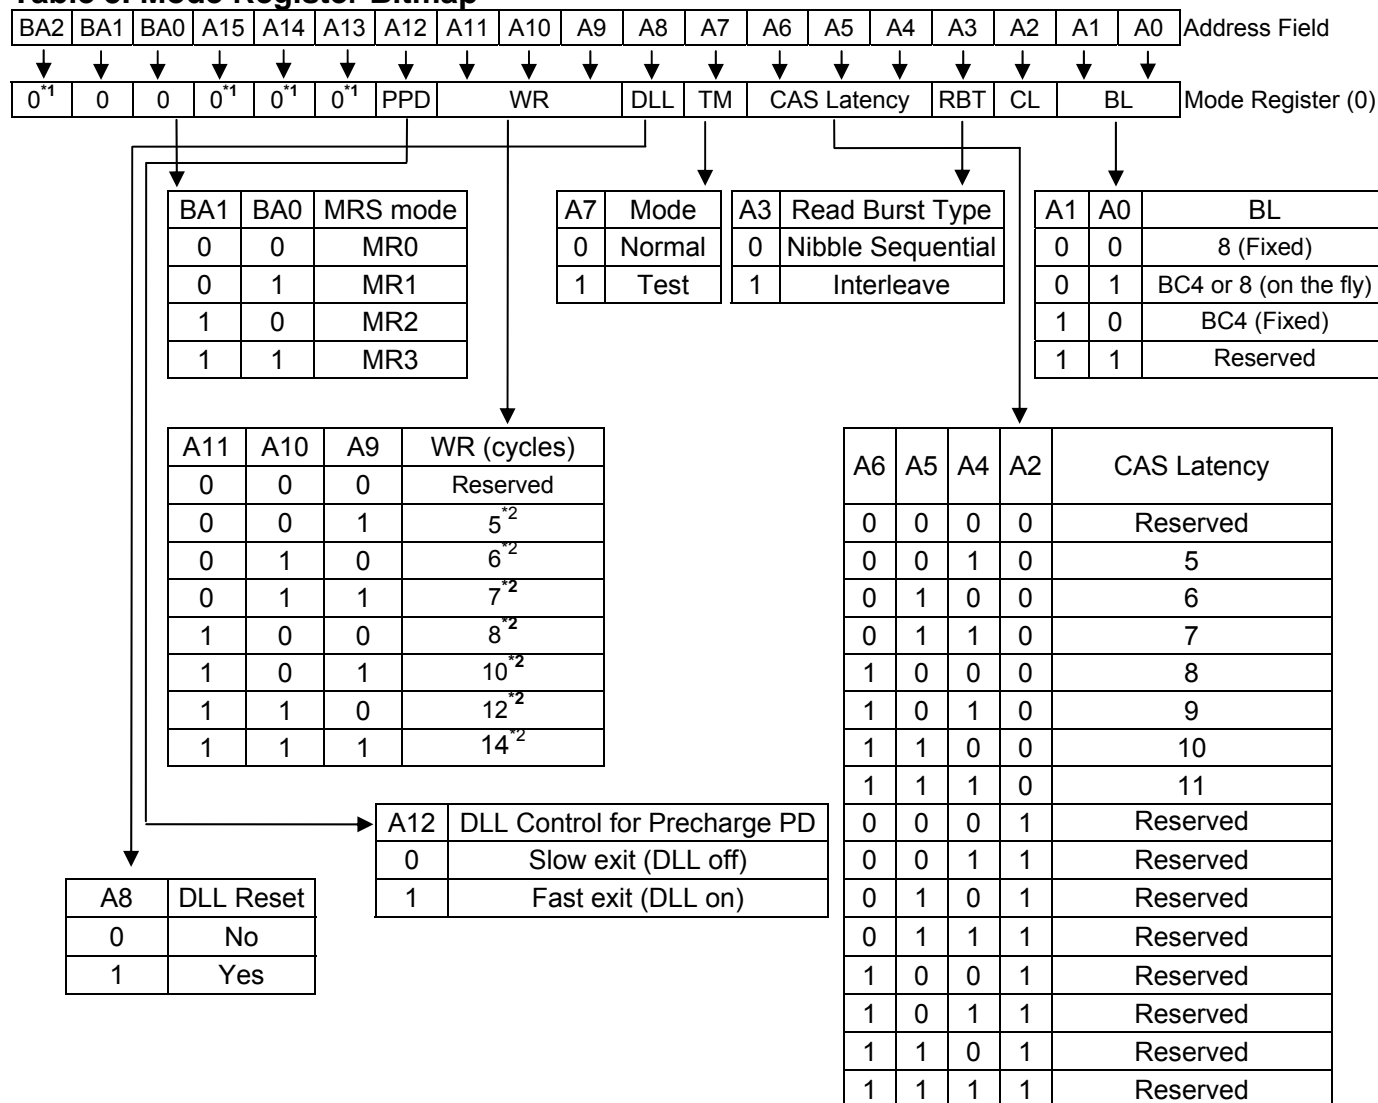 Table 3. Mode Register Bitmap
BA2 BA1 BA0 A15 A14 A13 A12 A11 A10 A9 A8 A7 A6 A5 A4 A3 A2 A1 A0 Address Field
0*1 0 0 0*1 0*1 0*1 PPD WR DLL TM CAS Latency RBT CL BL Mode Register (0)
BA1 BA0 MRS mode
0 0 MR0
0 1 MR1
1 0 MR2
1 1 MR3
A7 Mode
0 Normal
1 Test
A3 Read Burst Type
0 Nibble Sequential
1 Interleave
A1 A0 BL
0 0 8 (Fixed)
0 1 BC4 or 8 (on the fly)
1 0 BC4 (Fixed)
1 1 Reserved
A11 A10 A9 WR (cycles)
0 0 0 Reserved
0 0 1 5*2
0 1 0 6*2
0 1 1 7*2
1 0 0 8*2
1 0 1 10*2
1 1 0 12*2
1 1 1 14*2
A6 A5 A4 A2 CAS Latency
0 0 0 0 Reserved
0 0 1 0 5
0 1 0 0 6
0 1 1 0 7
1 0 0 0 8
1 0 1 0 9
1 1 0 0 10
1 1 1 0 11
0 0 0 1 Reserved
0 0 1 1 Reserved
0 1 0 1 Reserved
0 1 1 1 Reserved
1 0 0 1 Reserved
1 0 1 1 Reserved
1 1 0 1 Reserved
1 1 1 1 Reserved
A12 DLL Control for Precharge PD
0 Slow exit (DLL off)
1 Fast exit (DLL on)
A8 DLL Reset
0 No
1 Yes